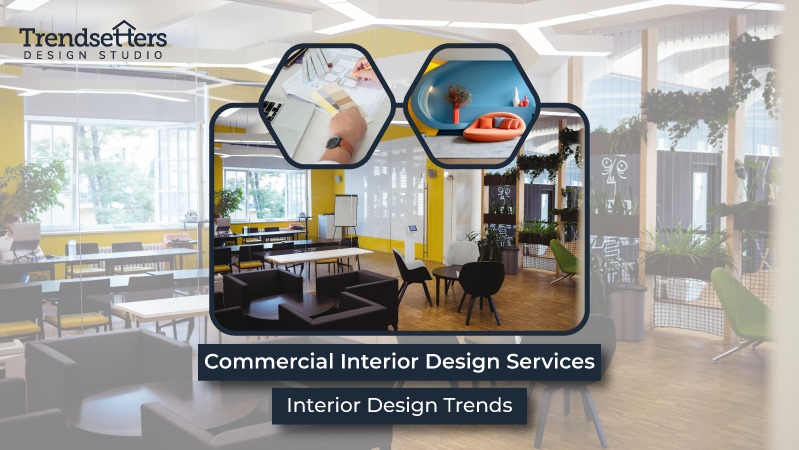 Trendsetters
DESIGN STUDIO
Commercial Interior Design Services
Interior Design Trends